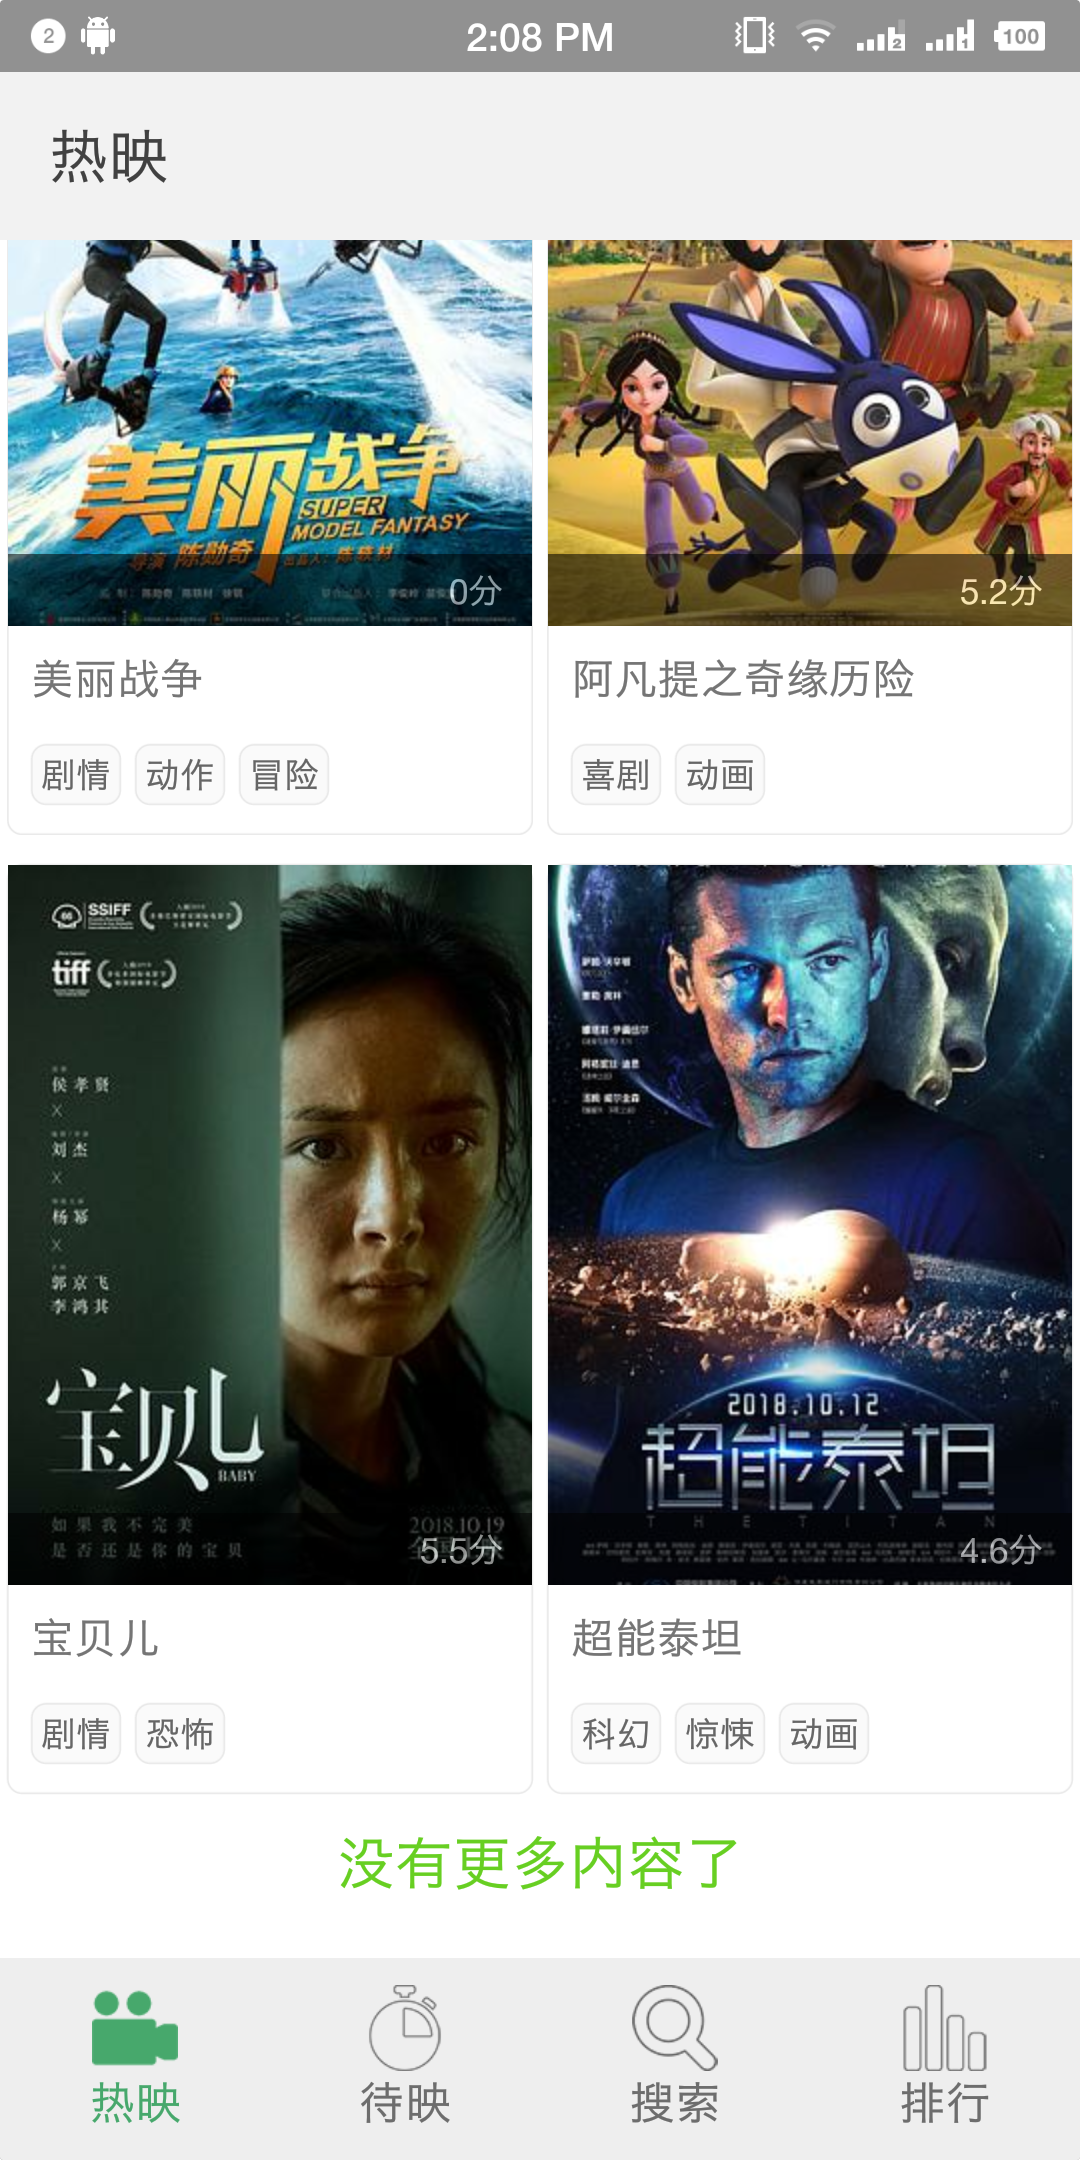 2
2:08 PM
2
1
100
热映
美丽战争
SUPER
MODEL FANTASY
导演 陈勋奇
0分
5.2分
美丽战争
阿凡提之奇缘历险
剧情
动作
冒险
喜剧
动画
SSIFF
tiff
侯孝贤
X
刘杰
X
杨幂
X
郭京飞
李鸿其
宝贝儿
BABY
如果我不完美
是否还是你的宝贝
2018.10.19
5.5分
2018.10.12
超能泰坦
THE TITAN
4.6分
宝贝儿
超能泰坦
剧情
恐怖
科幻
惊悚
动画
没有更多内容了
热映
待映
搜索
排行